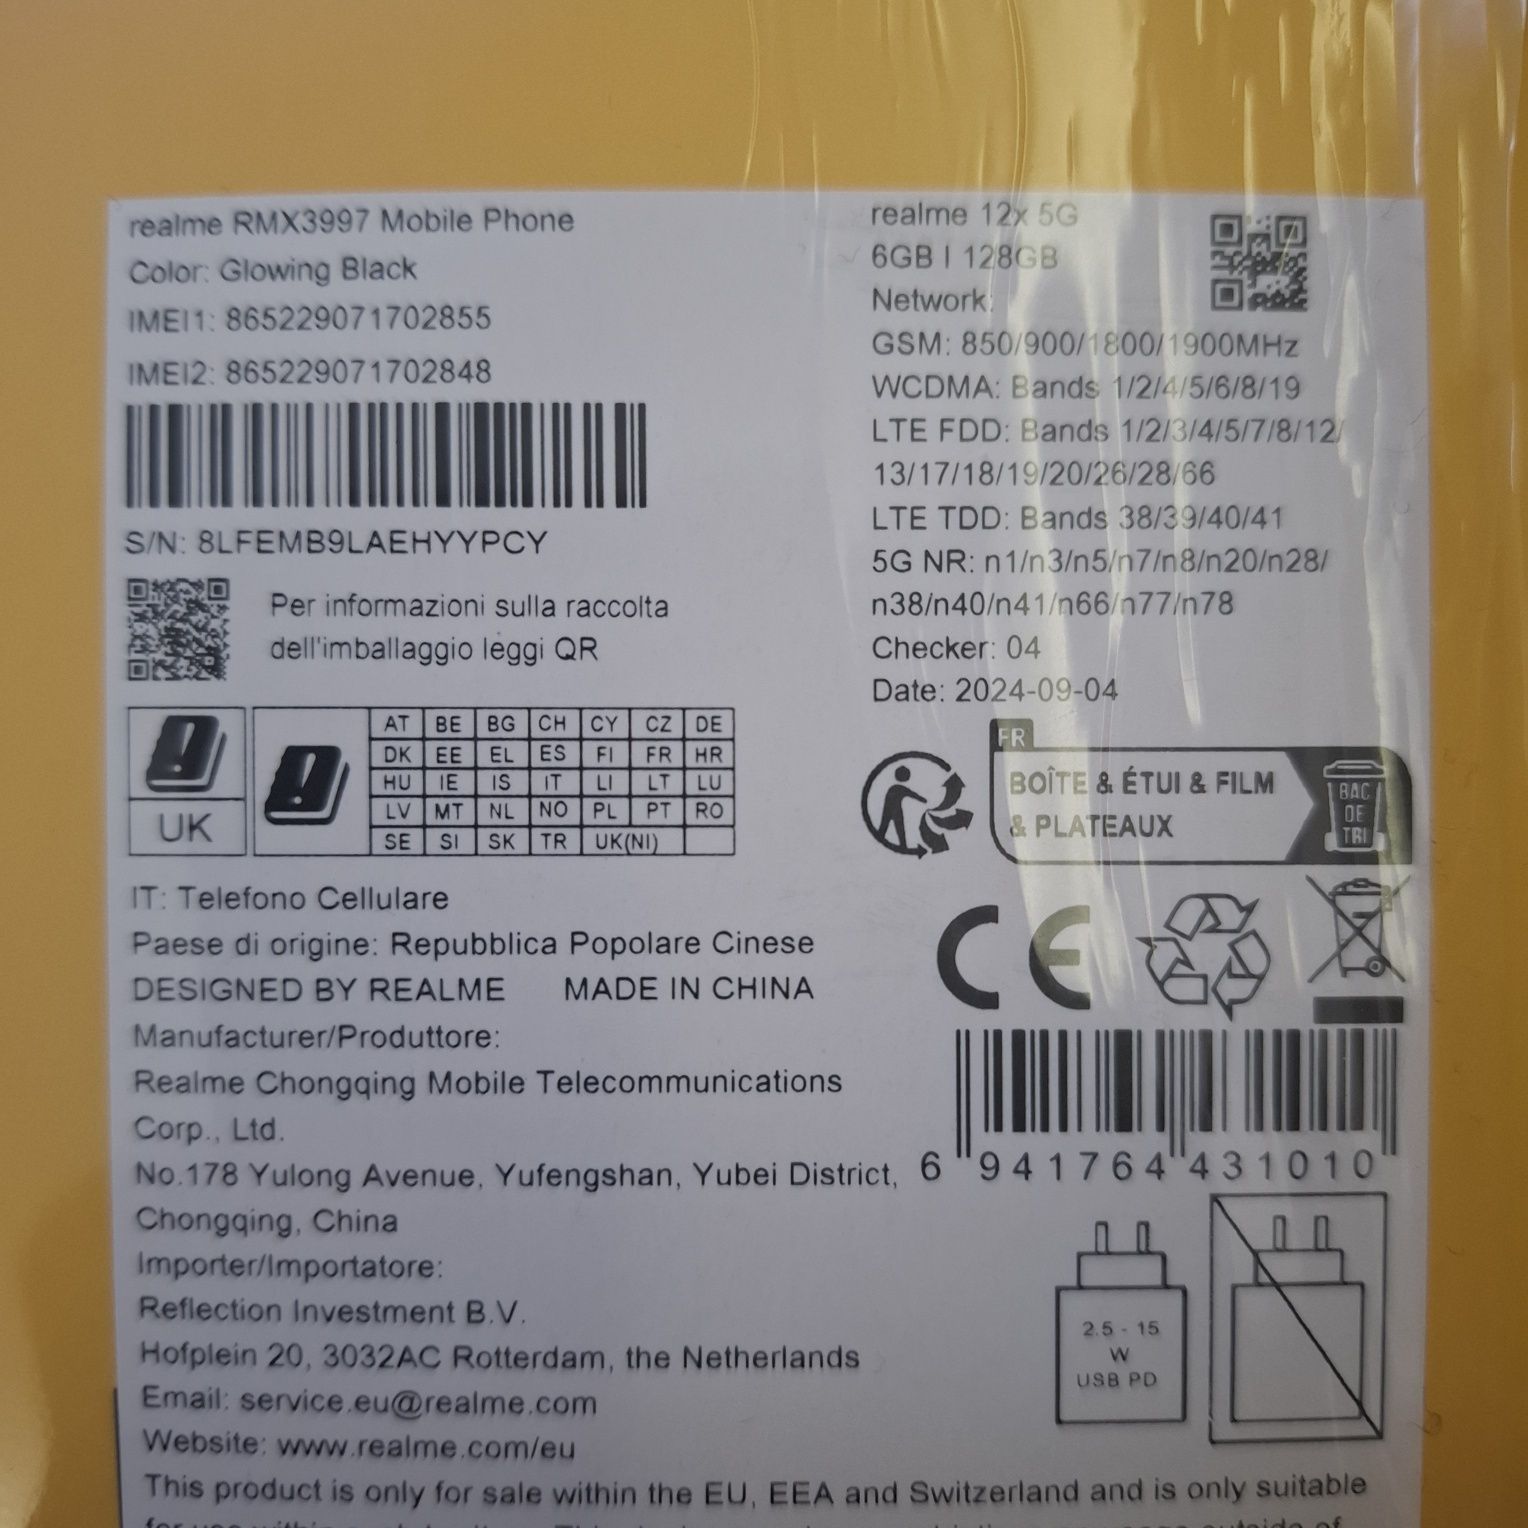 realme RMX3997 Mobile Phone
Color: Glowing Black
IMEI1: 865229071702855
IMEI2: 865229071702848
S/N: 8LFEMB9LAEHYYPCY
Per informazioni sulla raccolta
dell'imballaggio leggi QR
UK
AT BE BG CH CY CZ DE
DK EE EL ES FI FR HR
HU IE IS IT LI LT LU
LV MT NL NO PL PT RO
SE SI SK TR UK(NI)
IT: Telefono Cellulare
Paese di origine: Repubblica Popolare Cinese
DESIGNED BY REALME MADE IN CHINA
Manufacturer/Produttore:
Realme Chongqing Mobile Telecommunications
Corp., Ltd.
No.178 Yulong Avenue, Yufengshan, Yubei District,
Chongqing, China
Importer/Importatore:
Reflection Investment B.V.
Hofplein 20, 3032AC Rotterdam, the Netherlands
Email: service.eu@realme.com
Website: www.realme.com/eu
This product is only for sale within the EU, EEA and Switzerland and is only suitable
realme 12x 5G
6GB | 128GB
Network:
GSM: 850/900/1800/1900MHz
WCDMA: Bands 1/2/4/5/6/8/19
LTE FDD: Bands 1/2/3/4/5/7/8/12/
13/17/18/19/20/26/28/66
LTE TDD: Bands 38/39/40/41
5G NR: n1/n3/n5/n7/n8/n20/n28/
n38/n40/n41/n66/n77/n78
Checker: 04
Date: 2024-09-04
FR
BOÎTE & ÉTUI & FILM
& PLATEAUX
BAC
DE
TRI
CE
6 941764 431010
2.5 - 15
W
USB PD